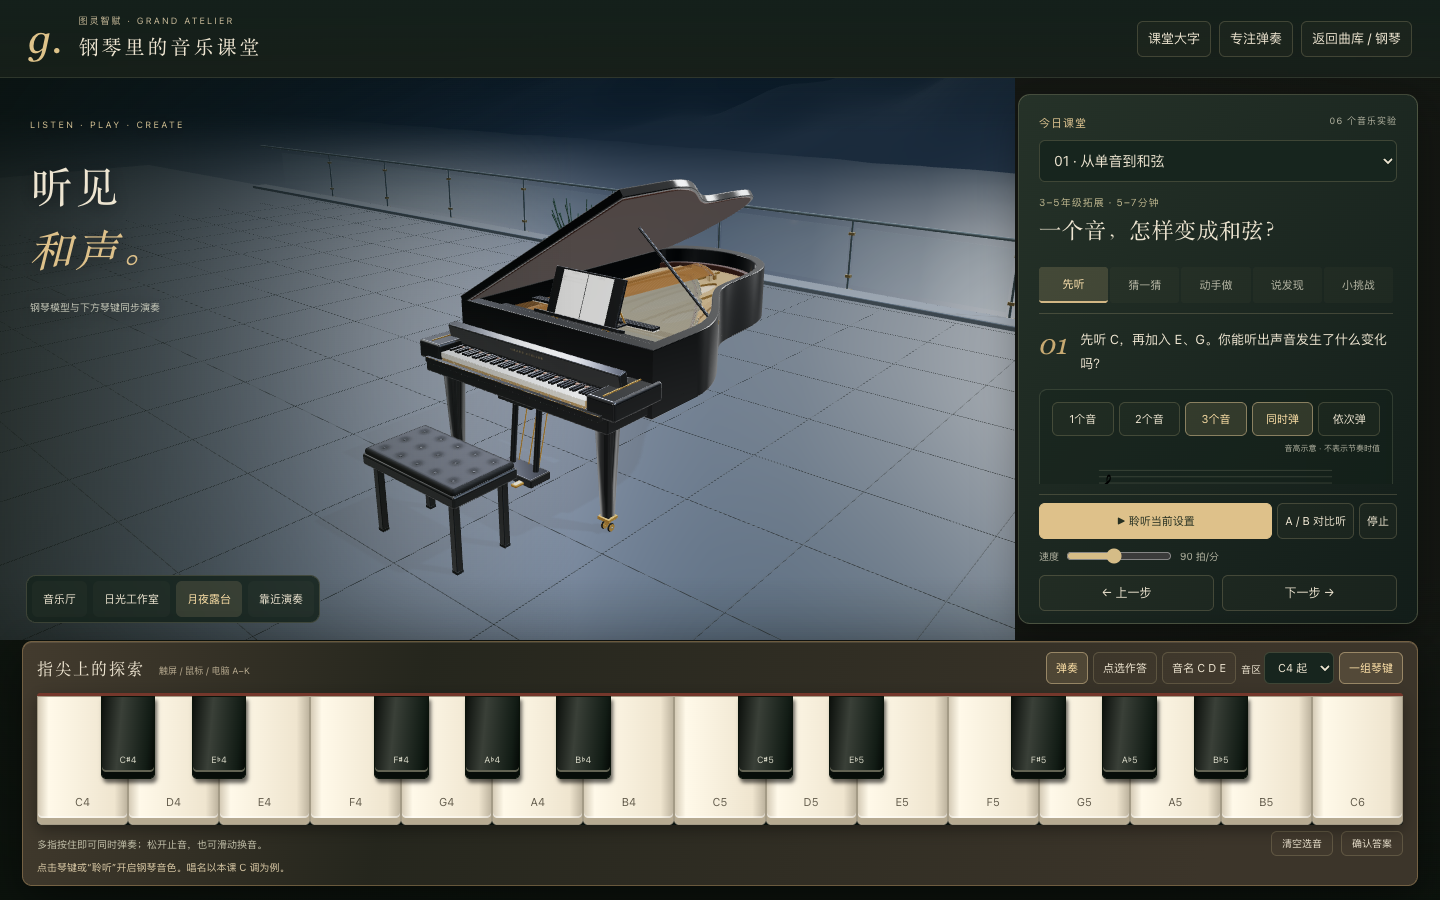 g.
图灵智赋 · GRAND ATELIER
钢琴里的音乐课堂
课堂大字
专注弹奏
返回曲库 / 钢琴
LISTEN · PLAY · CREATE
听见
和声。
钢琴模型与下方琴键同步演奏
音乐厅
日光工作室
月夜露台
靠近演奏
今日课堂
06 个音乐实验
01 · 从单音到和弦
3–5年级拓展 · 5–7分钟
一个音，怎样变成和弦？
先听
猜一猜
动手做
说发现
小挑战
01
先听 C，再加入 E、G。你能听出声音发生了什么变化
吗？
1个音
2个音
3个音
同时弹
依次弹
音高示意 · 不表示节奏时值
▶ 聆听当前设置
A / B 对比听
停止
速度
90 拍/分
← 上一步
下一步 →
指尖上的探索
触屏 / 鼠标 / 电脑 A–K
弹奏
点选作答
音名 C D E
音区
C4 起
一组琴键
C♯4
E♭4
F♯4
A♭4
B♭4
C♯5
E♭5
F♯5
A♭5
B♭5
C4
D4
E4
F4
G4
A4
B4
C5
D5
E5
F5
G5
A5
B5
C6
多指按住即可同时弹奏；松开止音，也可滑动换音。
点击琴键或“聆听”开启钢琴音色。唱名以本课 C 调为例。
清空选音
确认答案